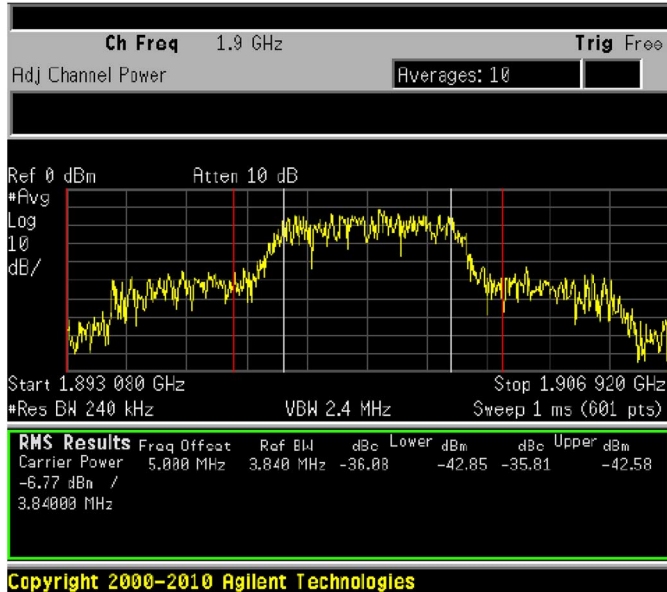 Ch Freq 1.9 GHz Trig Free
Adj Channel Power Averages: 10
Ref 0 dBm Atten 10 dB
#Avg
Log
10
dB/
Start 1.893 080 GHz Stop 1.906 920 GHz
#Res BW 240 kHz VBW 2.4 MHz Sweep 1 ms (601 pts)
RMS Results Freq Offset Ref BW dBc Lower dBm dBc Upper dBm
Carrier Power 5.000 MHz 3.840 MHz -36.08 -42.85 -35.81 -42.58
-6.77 dBm /
3.84000 MHz
Copyright 2000-2010 Agilent Technologies